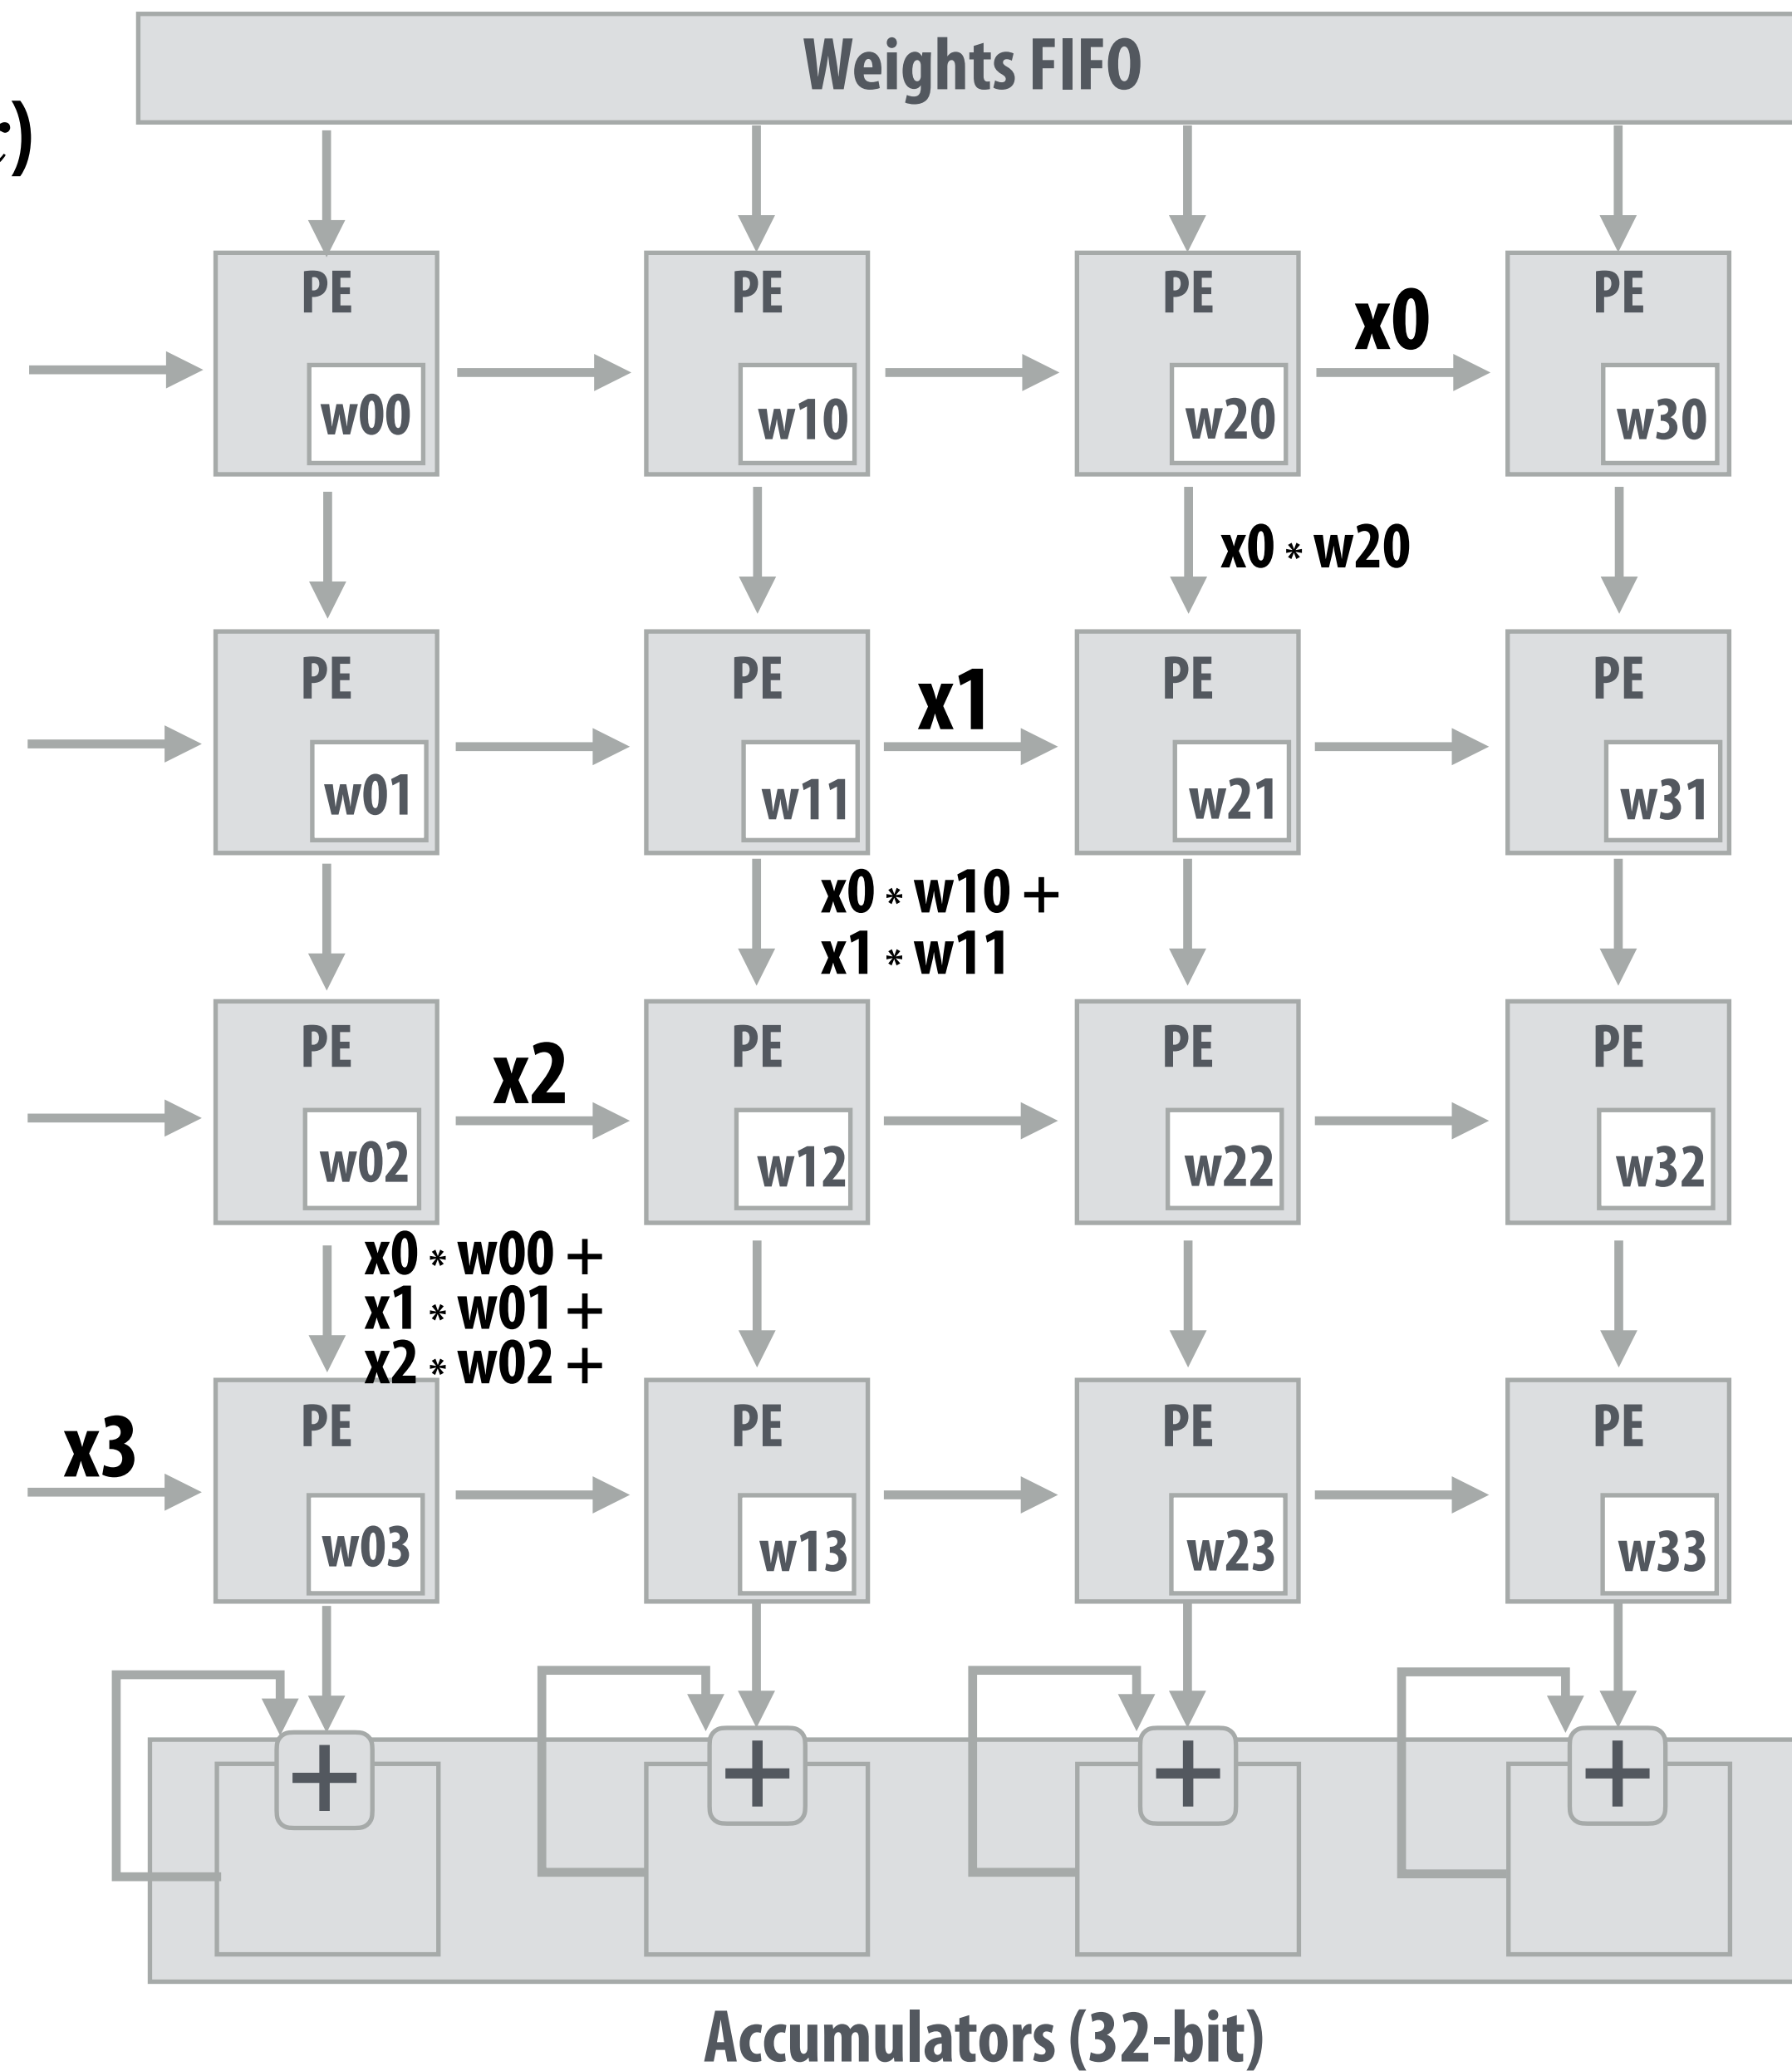 Weights FIFO
PE PE PE PE
x0
w00 w10 w20 w30
x0 * w20
PE PE PE PE
x1
w01 w11 w21 w31
x0 * w10 +
x1 * w11
PE PE PE PE
x2
w02 w12 w22 w32
x0 * w00 +
x1 * w01 +
x2 * w02 +
PE PE PE PE
x3
w03 w13 w23 w33
+ + + +
Accumulators (32-bit)